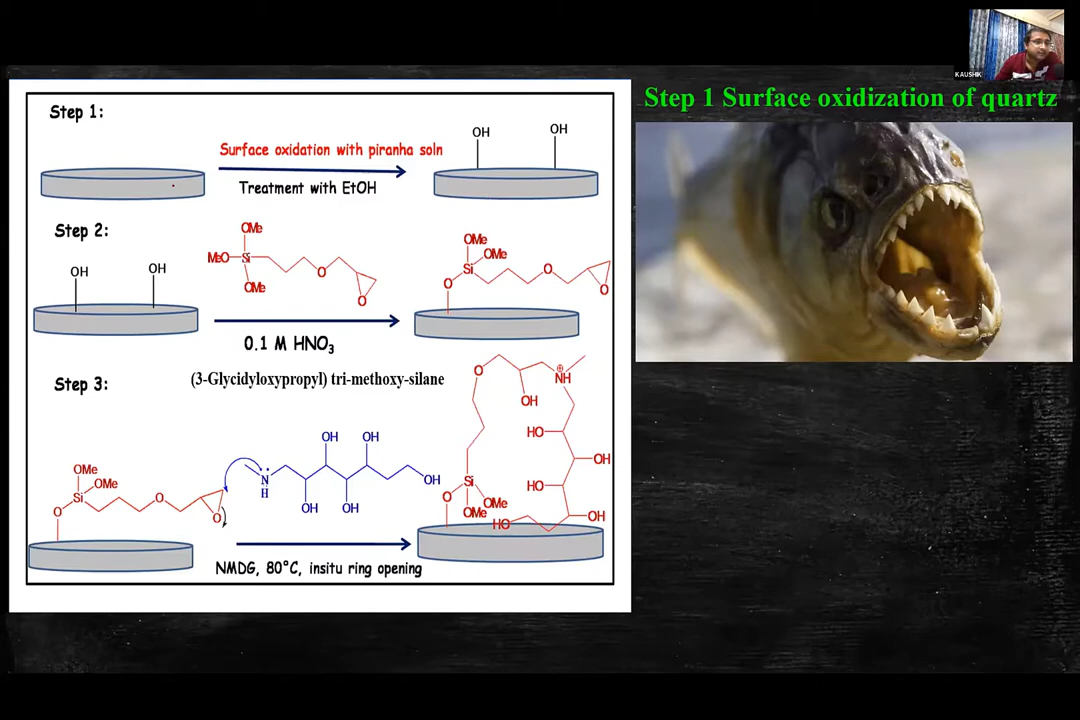 KAUSHIK
Step 1 Surface oxidization of quartz
Step 1:
Surface oxidation with piranha soln
Treatment with EtOH
OH
OH
Step 2:
OH
OH
OMe
MeO
Si
OMe
O
O
0.1 M HNO3
(3-Glycidyloxypropyl) tri-methoxy-silane
OMe
OMe
Si
O
O
O
Step 3:
OMe
OMe
Si
O
O
O
N
H
OH
OH
OH
OH
OH
NMDG, 80°C, insitu ring opening
O
OH
⊕
NH
HO
OH
HO
OH
HO
Si
O
OMe
OMe